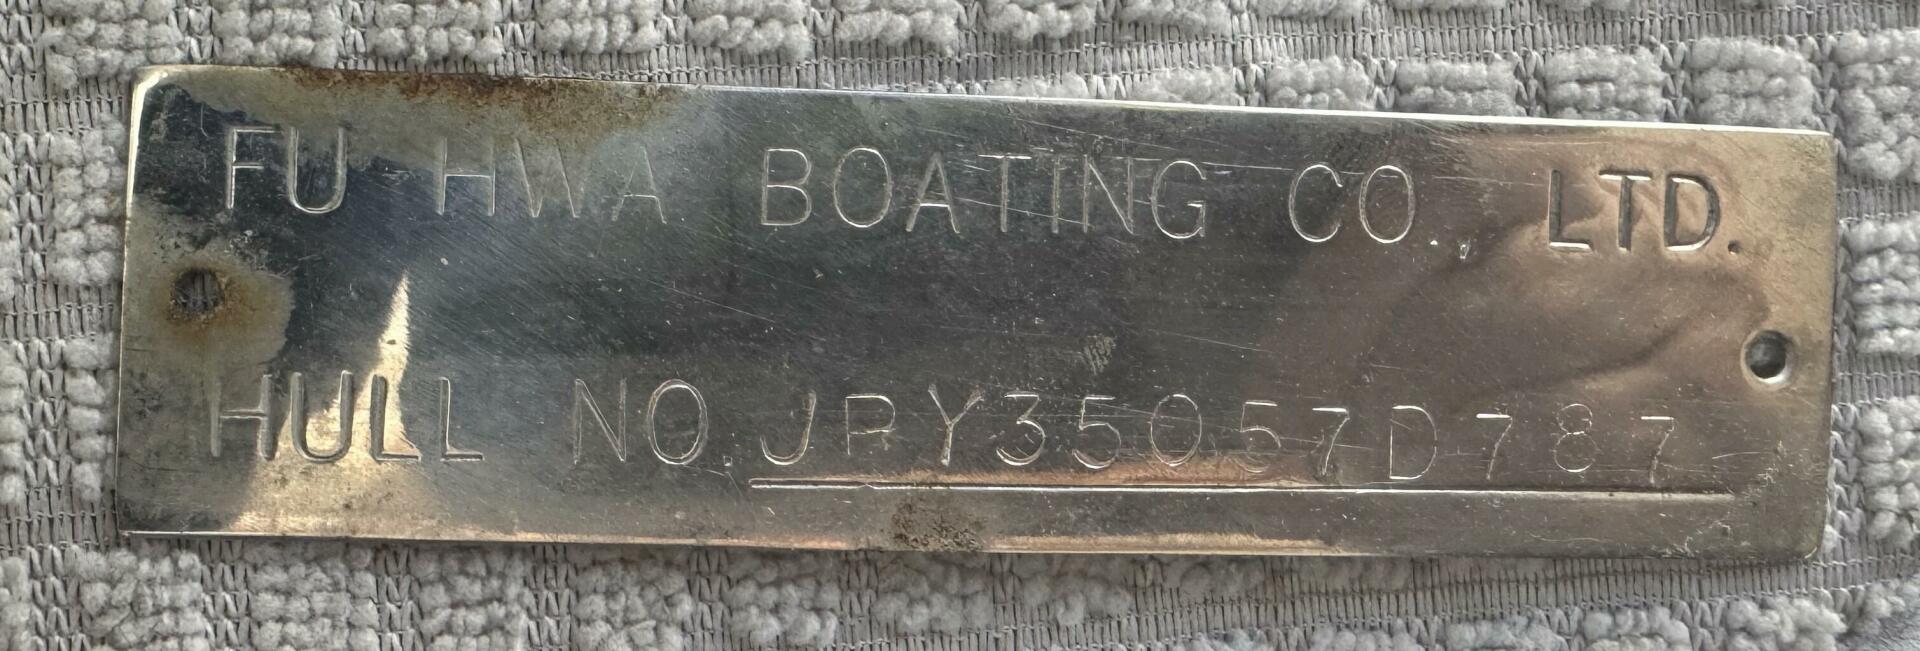 FU HWA BOATING CO., LTD.
HULL NO. JRY35057D787